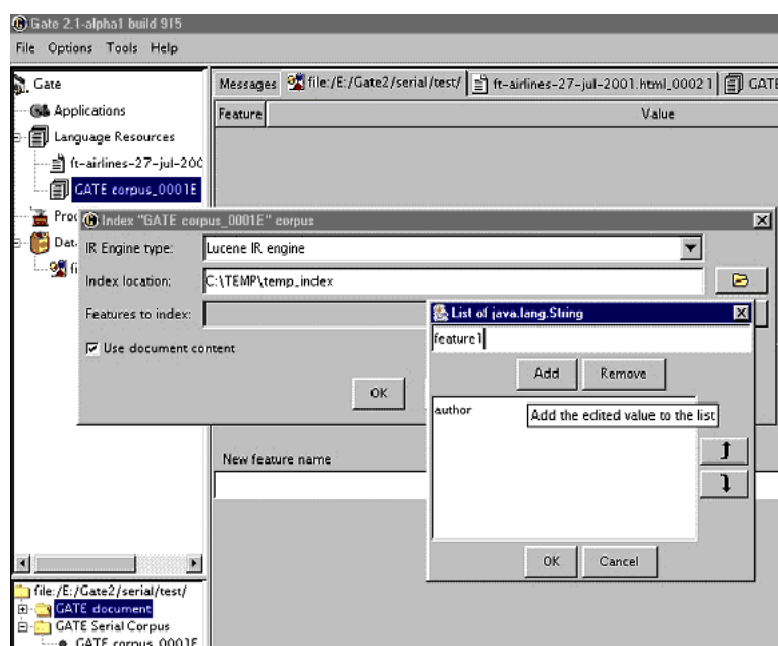 Gate 2.1-alpha1 build 915
File Options Tools Help
Gate
Applications
Language Resources
ft-airlines-27-jul-200
GATE corpus_0001E
Messages file:/E:/Gate2/serial/test/ ft-airlines-27-jul-2001.html_00021 GATE
Feature Value
Index "GATE corpus_0001E" corpus
IR Engine type: Lucene IR engine
Index location: C:\TEMP\temp_index
Features to index:
Use document content
OK
List of java.lang.String
feature1
Add Remove
author
Add the edited value to the list
OK Cancel
New feature name
file:/E:/Gate2/serial/test/
GATE document
GATE Serial Corpus
GATE corpus_0001E